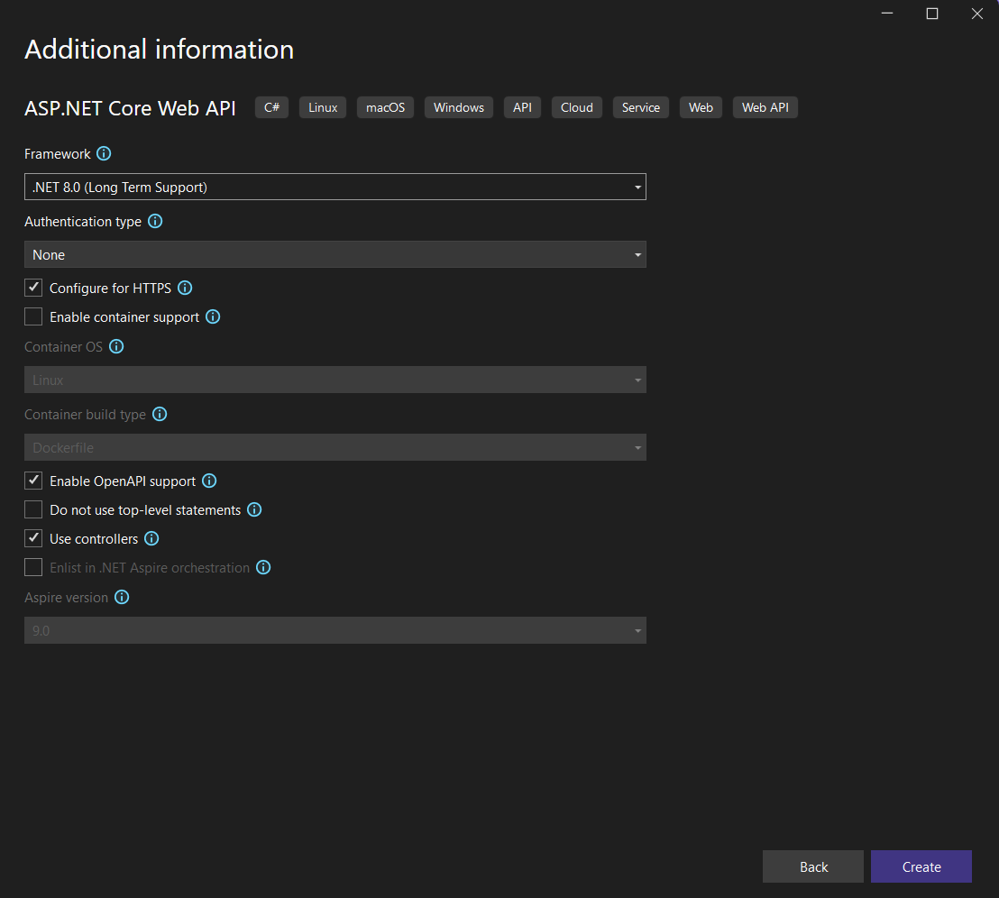 Additional information
ASP.NET Core Web API C# Linux macOS Windows API Cloud Service Web Web API
Framework
.NET 8.0 (Long Term Support)
Authentication type
None
Configure for HTTPS
Enable container support
Container OS
Linux
Container build type
Dockerfile
Enable OpenAPI support
Do not use top-level statements
Use controllers
Enlist in .NET Aspire orchestration
Aspire version
9.0
Back Create